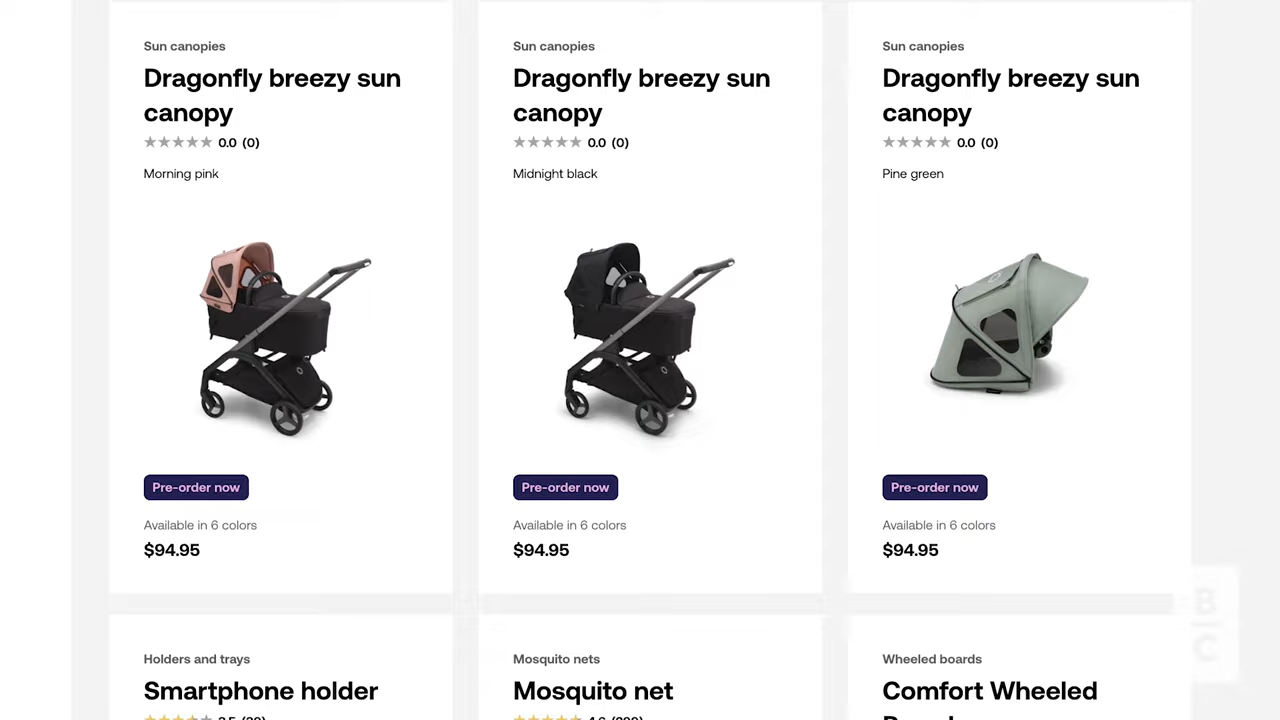 Sun canopies
Dragonfly breezy sun
canopy
0.0 (0)
Morning pink
Pre-order now
Available in 6 colors
$94.95
Sun canopies
Dragonfly breezy sun
canopy
0.0 (0)
Midnight black
Pre-order now
Available in 6 colors
$94.95
Sun canopies
Dragonfly breezy sun
canopy
0.0 (0)
Pine green
Pre-order now
Available in 6 colors
$94.95
Holders and trays
Smartphone holder
Mosquito nets
Mosquito net
Wheeled boards
Comfort Wheeled